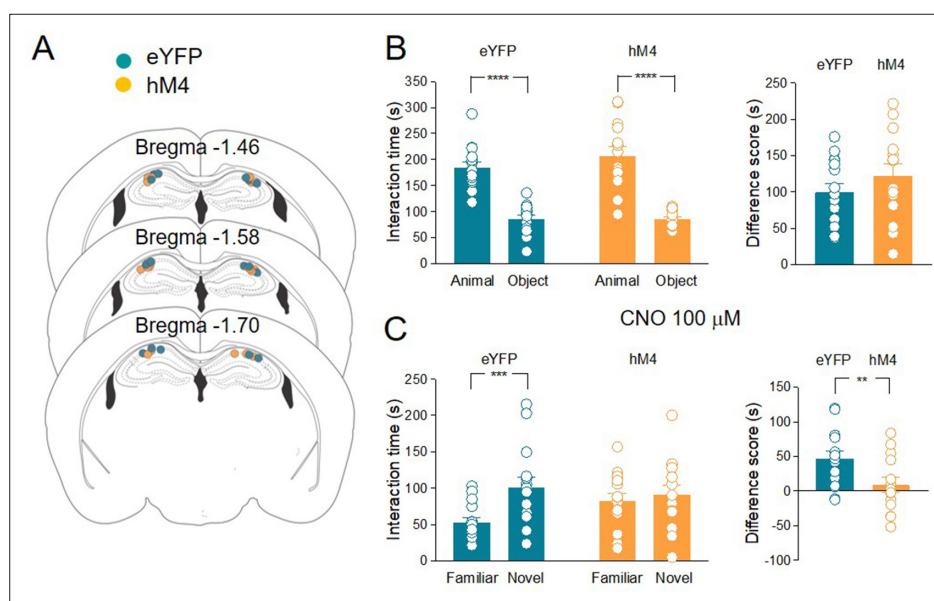 A
eYFP
hM4
Bregma -1.46
Bregma -1.58
Bregma -1.70
B
eYFP
hM4
****
****
Interaction time (s)
350
300
250
200
150
100
50
0
Animal Object Animal Object
eYFP hM4
Difference score (s)
250
200
150
100
50
0
C
CNO 100 μM
eYFP
hM4
***
Interaction time (s)
250
200
150
100
50
0
Familiar Novel Familiar Novel
eYFP hM4
**
Difference score (s)
150
100
50
0
-50
-100